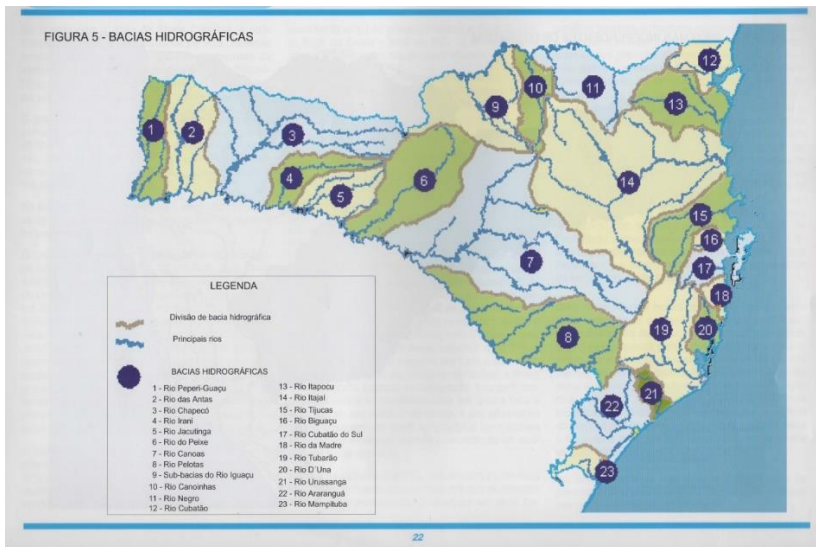 FIGURA 5 - BACIAS HIDROGRÁFICAS
12
11
10
9
13
1
2
3
4
5
6
14
15
16
17
7
18
19
20
8
21
22
23
LEGENDA
Divisão de bacia hidrográfica
Principais rios
BACIAS HIDROGRÁFICAS
1 - Rio Peperi-Guaçu
2 - Rio das Antas
3 - Rio Chapecó
4 - Rio Irani
5 - Rio Jacutinga
6 - Rio do Peixe
7 - Rio Canoas
8 - Rio Pelotas
9 - Sub-bacias do Rio Iguaçu
10 - Rio Canoinhas
11 - Rio Negro
12 - Rio Cubatão
13 - Rio Itapocu
14 - Rio Itajaí
15 - Rio Tijucas
16 - Rio Biguaçu
17 - Rio Cubatão do Sul
18 - Rio da Madre
19 - Rio Tubarão
20 - Rio D´Una
21 - Rio Urussanga
22 - Rio Araranguá
23 - Rio Mampituba
22